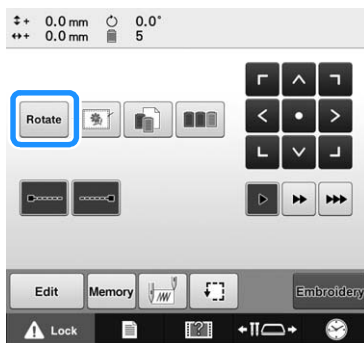 0.0 mm 0.0°
0.0 mm 5
Rotate
Edit Memory Embroidery
Lock